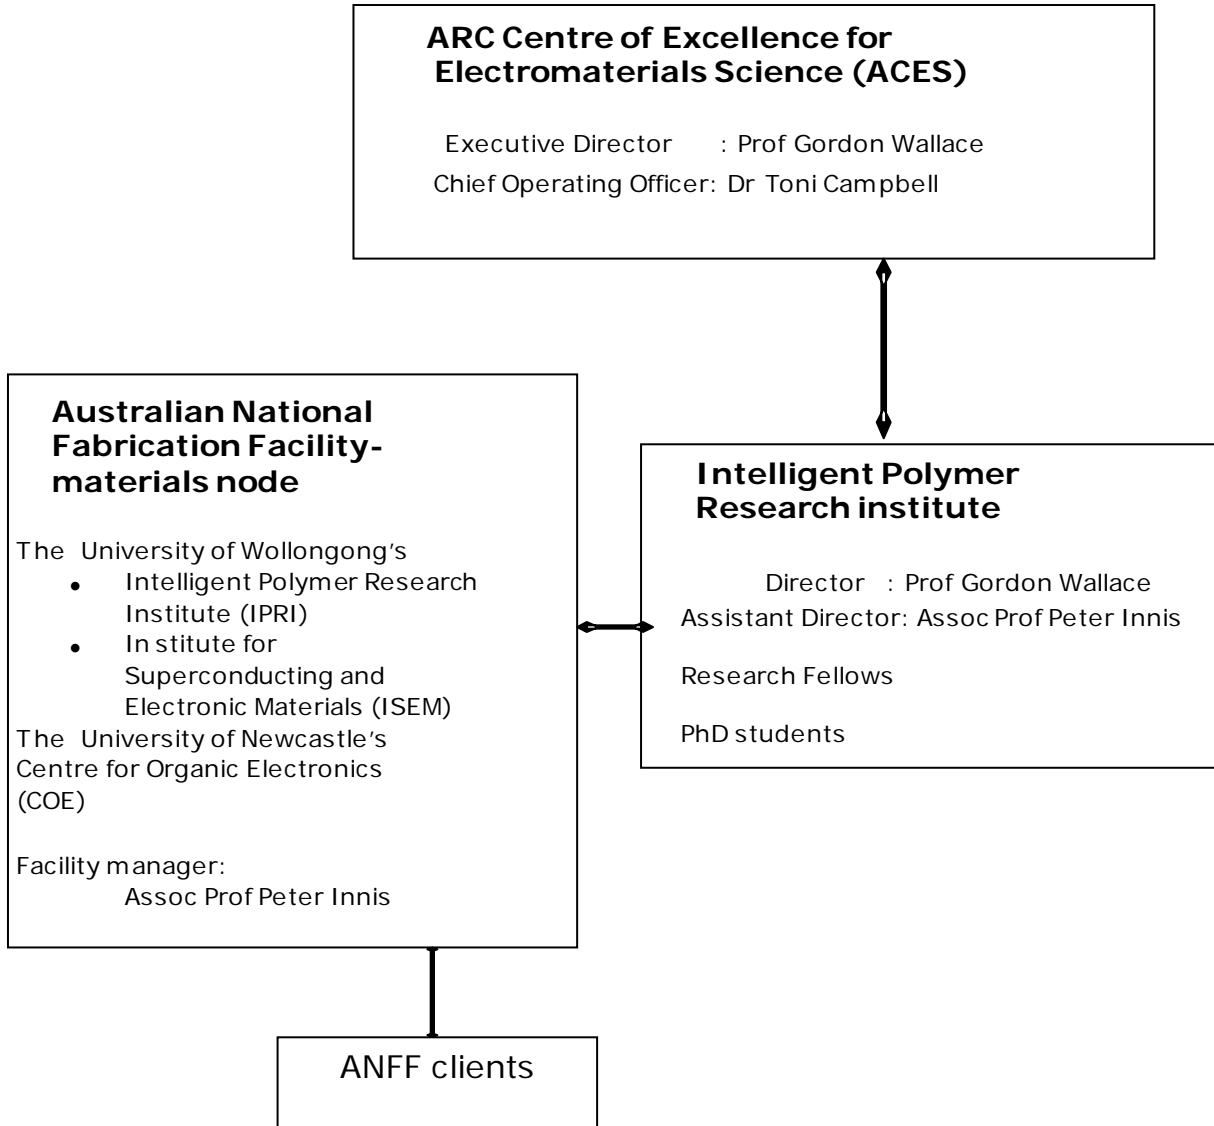 ARC Centre of Excellence for
Electromaterials Science (ACES)
Executive Director : Prof Gordon Wallace
Chief Operating Officer: Dr Toni Campbell
Australian National
Fabrication Facility-
materials node
The University of Wollongong’s
• Intelligent Polymer Research
Institute (IPRI)
• In stitute for
Superconducting and
Electronic Materials (ISEM)
The University of Newcastle’s
Centre for Organic Electronics
(COE)
Facility manager:
Assoc Prof Peter Innis
Intelligent Polymer
Research institute
Director : Prof Gordon Wallace
Assistant Director: Assoc Prof Peter Innis
Research Fellows
PhD students
ANFF clients